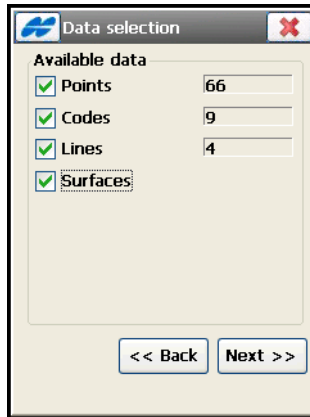 Data selection
Available data
Points 66
Codes 9
Lines 4
Surfaces
<< Back Next >>